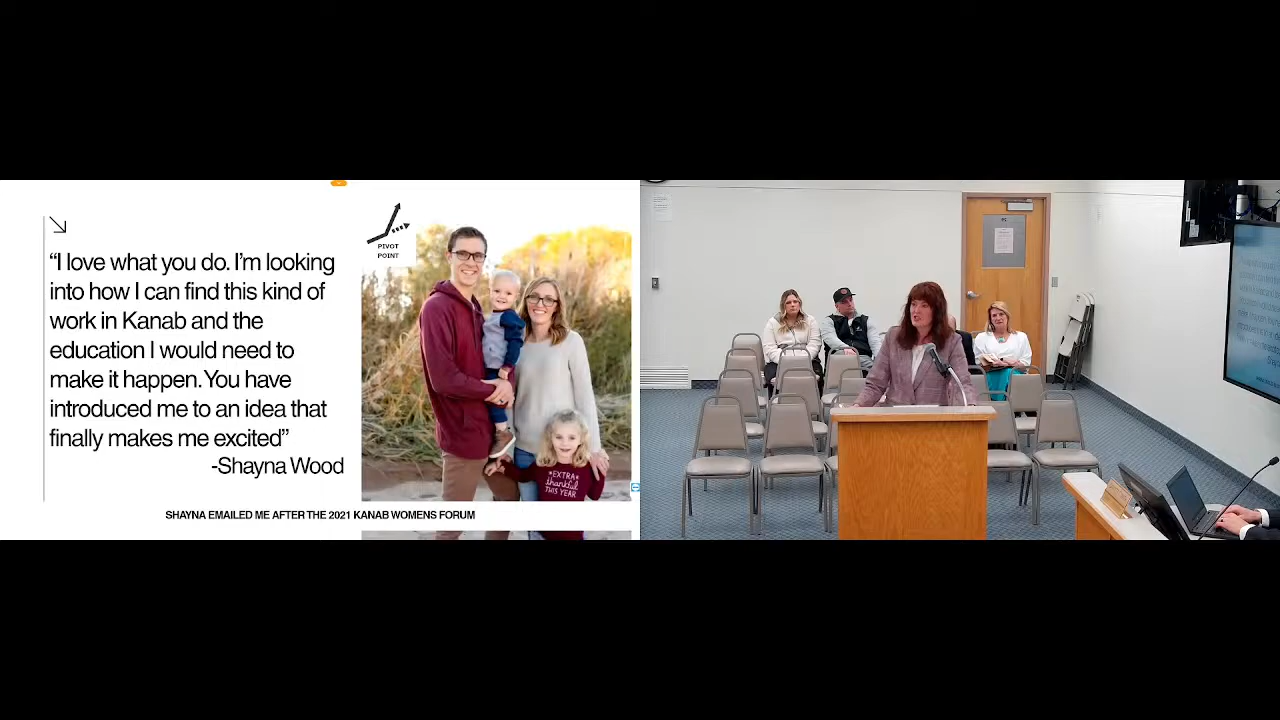 “I love what you do. I’m looking
into how I can find this kind of
work in Kanab and the
education I would need to
make it happen. You have
introduced me to an idea that
finally makes me excited”
-Shayna Wood
PIVOT
POINT
*EXTRA*
thankful
THIS YEAR
SHAYNA EMAILED ME AFTER THE 2021 KANAB WOMENS FORUM